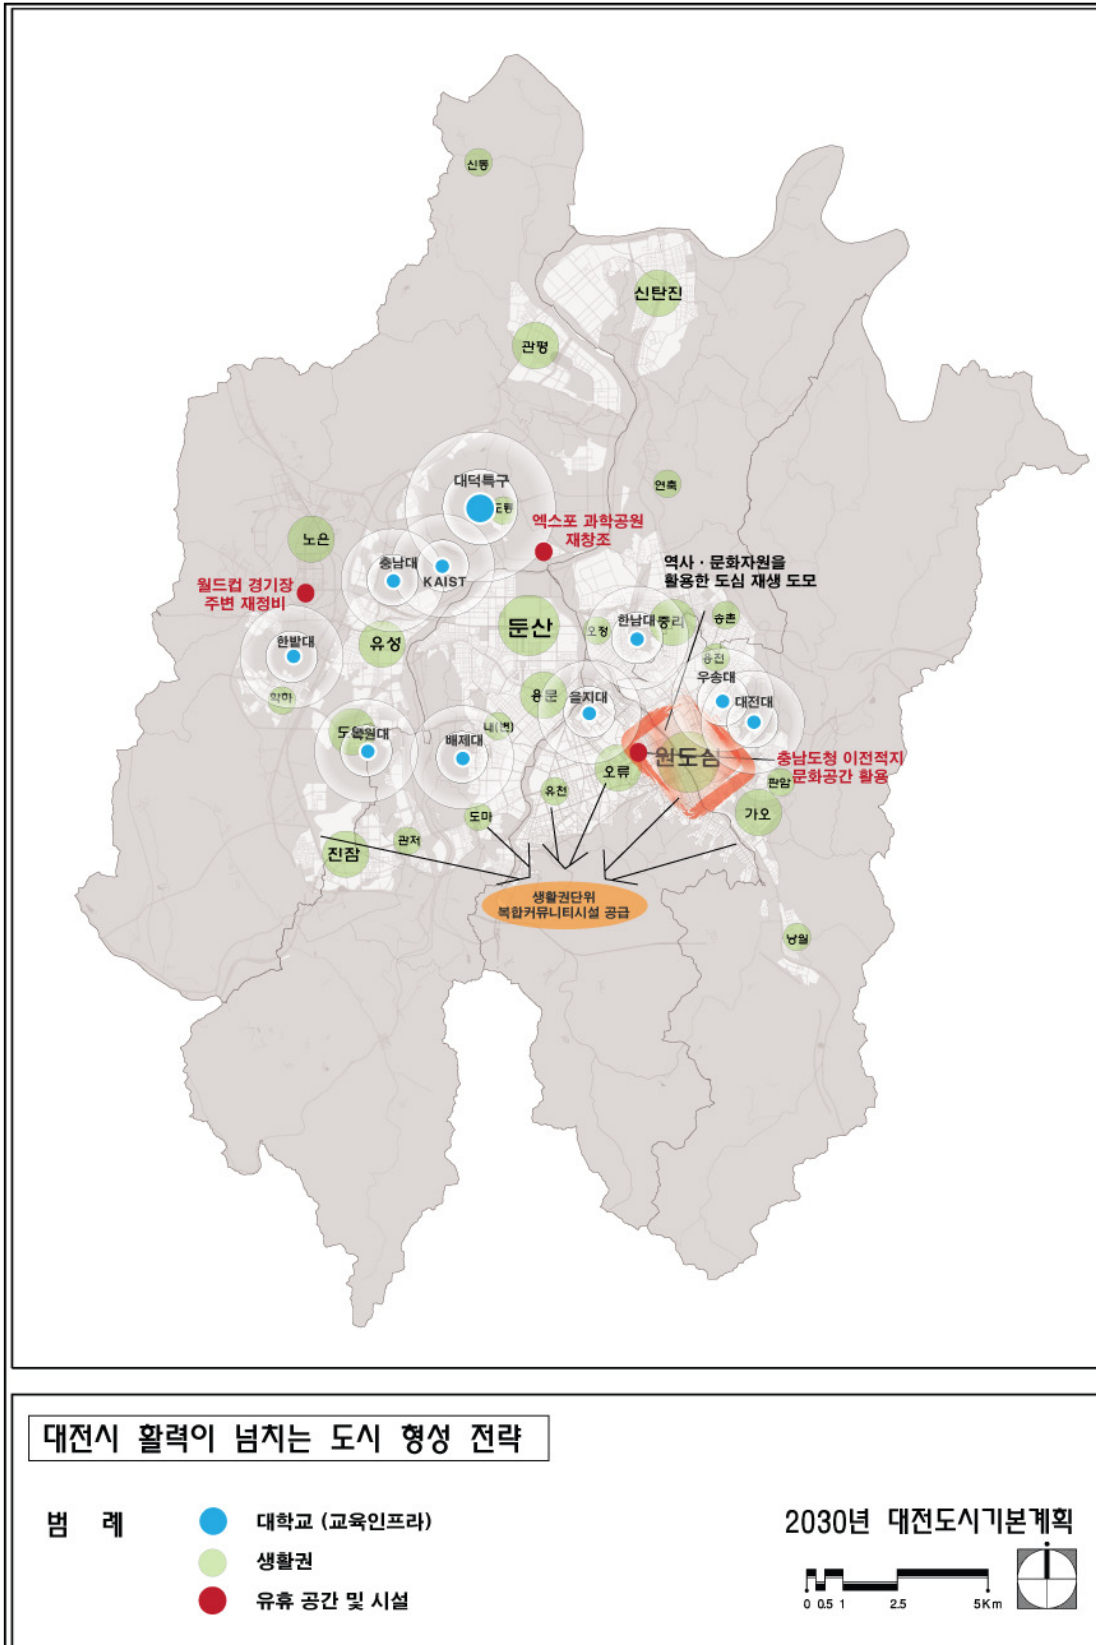 신동
신탄진
관평
대덕특구
연축
엑스포 과학공원
재창조
노은
충남대
KAIST
역사 · 문화자원을
활용한 도심 재생 도모
월드컵 경기장
주변 재정비
둔산
오정
한남대
중리
송촌
한밭대
유성
용전
우송대
학하
용문
을지대
대전대
목원대
배제대
원도심
충남도청 이전적지
문화공간 활용
오류
판암
유천
도마
가오
진잠
관저
생활권단위
복합커뮤니티시설 공급
낭월
대전시 활력이 넘치는 도시 형성 전략
범 례
대학교 (교육인프라)
생활권
유휴 공간 및 시설
2030년 대전도시기본계획
0 0.5 1 2.5 5Km